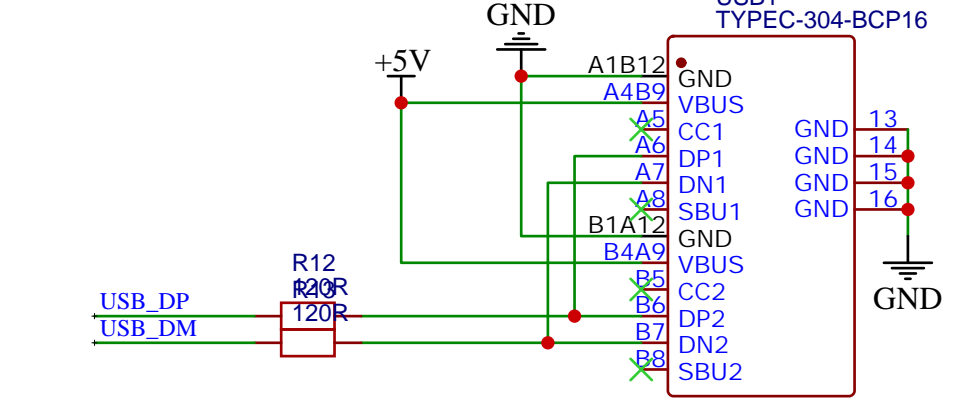 GND
USB1
TYPEC-304-BCP16
+5V
A1B12
GND
A4B9
VBUS
A5
CC1
GND
13
A6
DP1
GND
14
A7
DN1
GND
15
A8
SBU1
GND
16
B1A12
GND
B4A9
VBUS
R12
120R
B5
CC2
GND
R13
USB_DP
120R
B6
DP2
USB_DM
B7
DN2
B8
SBU2